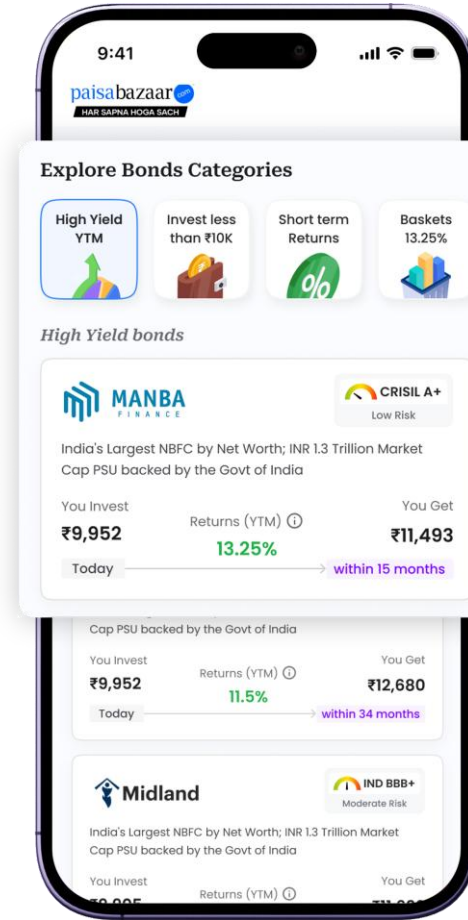 9:41
paisabazaar.com
HAR SAPNA HOGA SACH
Explore Bonds Categories
High Yield
YTM
Invest less
than ₹10K
Short term
Returns
Baskets
13.25%
%
High Yield bonds
MANBA
FINANCE
CRISIL A+
Low Risk
India's Largest NBFC by Net Worth; INR 1.3 Trillion Market
Cap PSU backed by the Govt of India
You Invest
₹9,952
Returns (YTM)
13.25%
You Get
₹11,493
Today
within 15 months
Cap PSU backed by the Govt of India
You Invest
₹9,952
Returns (YTM)
11.5%
You Get
₹12,680
Today
within 34 months
Midland
IND BBB+
Moderate Risk
India's Largest NBFC by Net Worth; INR 1.3 Trillion Market
Cap PSU backed by the Govt of India
You Invest
Returns (YTM)
You Get